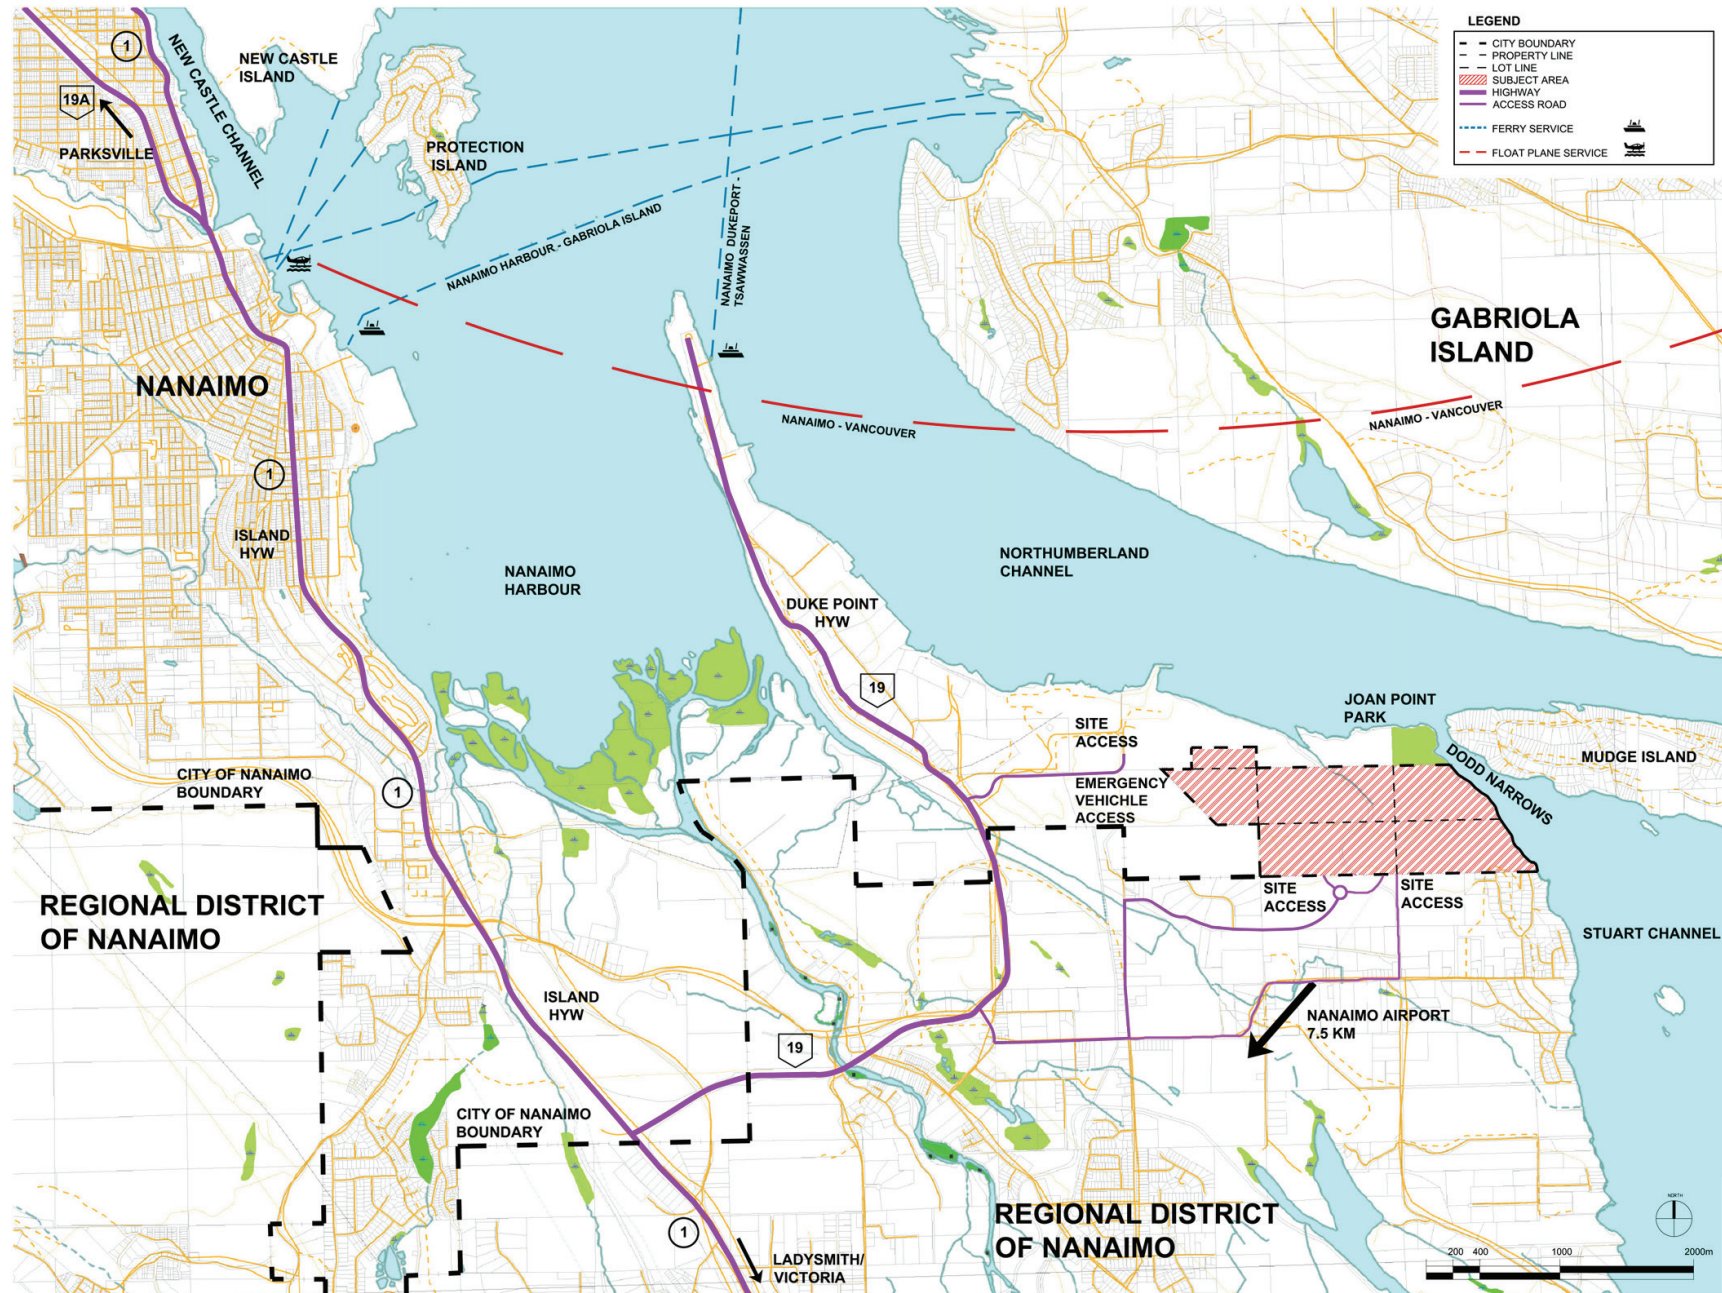 LEGEND
CITY BOUNDARY
PROPERTY LINE
LOT LINE
SUBJECT AREA
HIGHWAY
ACCESS ROAD
FERRY SERVICE
FLOAT PLANE SERVICE
1
19A
PARKSVILLE
NEW CASTLE CHANNEL
NEW CASTLE
ISLAND
PROTECTION
ISLAND
NANAIMO HARBOUR - GABRIOLA ISLAND
NANAIMO DUKEPORT -
TSAWWASSEN
GABRIOLA
ISLAND
NANAIMO
NANAIMO - VANCOUVER
NANAIMO - VANCOUVER
1
ISLAND
HYW
NANAIMO
HARBOUR
NORTHUMBERLAND
CHANNEL
DUKE POINT
HYW
19
SITE
ACCESS
JOAN POINT
PARK
DODD NARROWS
MUDGE ISLAND
CITY OF NANAIMO
BOUNDARY
1
EMERGENCY
VEHICHLE
ACCESS
SITE
ACCESS
SITE
ACCESS
REGIONAL DISTRICT
OF NANAIMO
STUART CHANNEL
ISLAND
HYW
19
NANAIMO AIRPORT
7.5 KM
CITY OF NANAIMO
BOUNDARY
1
LADYSMITH/
VICTORIA
REGIONAL DISTRICT
OF NANAIMO
NORTH
200 400 1000 2000m